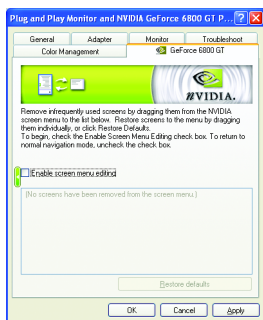 Plug and Play Monitor and NVIDIA GeForce 6800 GT P...
General Adapter Monitor Troubleshoot
Color Management GeForce 6800 GT
NVIDIA.
Remove infrequently used screens by dragging them from the NVIDIA
screen menu to the list below. Restore screens to the menu by dragging
them individually, or click Restore Defaults.
To begin, check the Enable Screen Menu Editing check box. To return to
normal navigation mode, uncheck the check box.
Enable screen menu editing
(No screens have been removed from the screen menu.)
Restore defaults
OK Cancel Apply